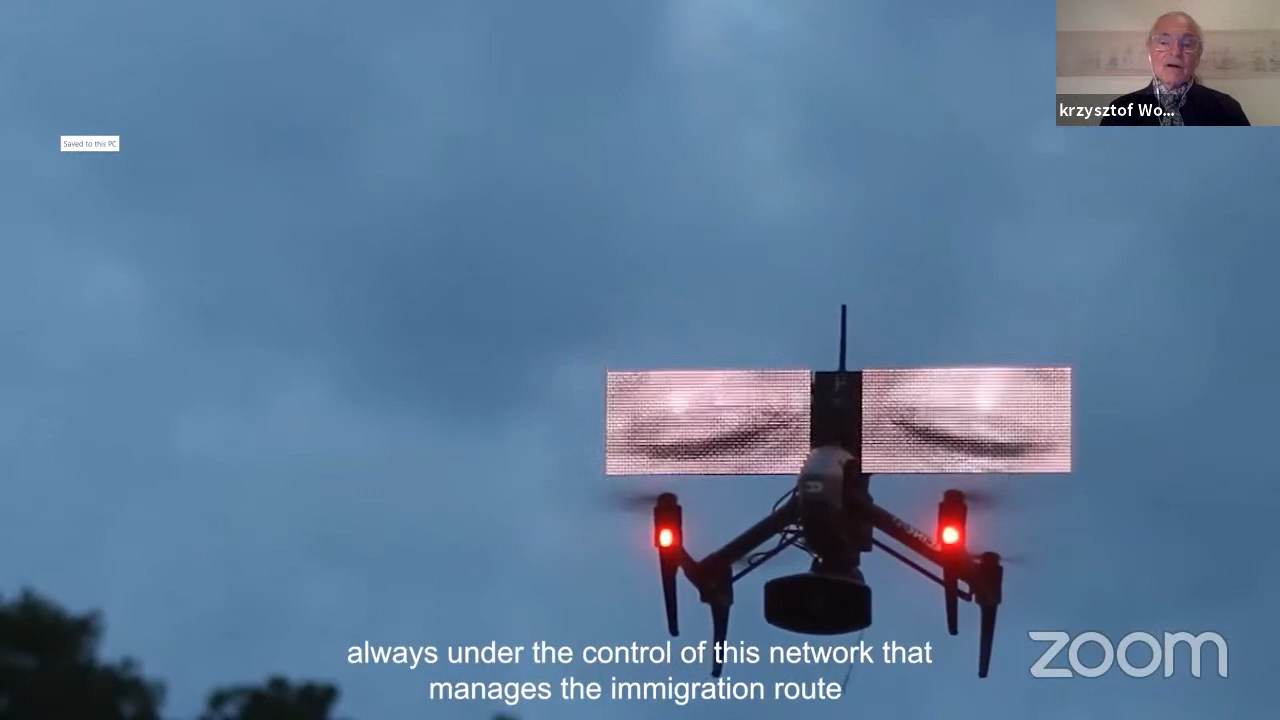 krzysztof Wo...
Saved to this PC
always under the control of this network that
manages the immigration route
zoom